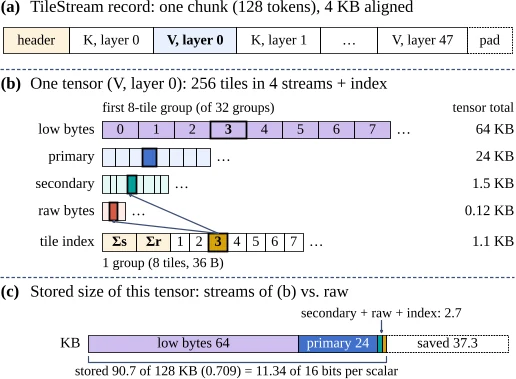 (a) TileStream record: one chunk (128 tokens), 4 KB aligned
header K, layer 0 V, layer 0 K, layer 1 … V, layer 47 pad
(b) One tensor (V, layer 0): 256 tiles in 4 streams + index
first 8-tile group (of 32 groups) tensor total
low bytes 0 1 2 3 4 5 6 7 … 64 KB
primary … 24 KB
secondary … 1.5 KB
raw bytes … 0.12 KB
tile index Σs Σr 1 2 3 4 5 6 7 … 1.1 KB
1 group (8 tiles, 36 B)
(c) Stored size of this tensor: streams of (b) vs. raw
secondary + raw + index: 2.7
KB low bytes 64 primary 24 saved 37.3
stored 90.7 of 128 KB (0.709) = 11.34 of 16 bits per scalar